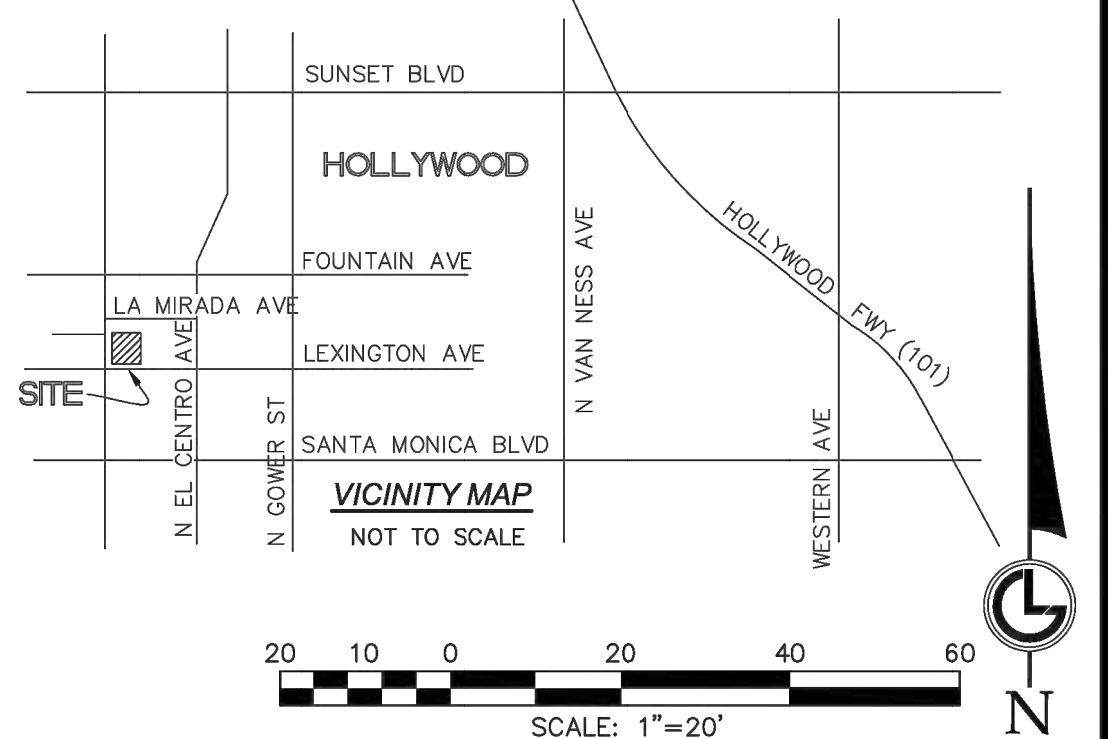 SUNSET BLVD
HOLLYWOOD
FOUNTAIN AVE
LA MIRADA AVE
LEXINGTON AVE
SITE
N EL CENTRO AVE
N GOWER ST
SANTA MONICA BLVD
N VAN NESS AVE
HOLLYWOOD FWY (101)
WESTERN AVE
VICINITY MAP
NOT TO SCALE
20 10 0 20 40 60
SCALE: 1"=20'
N